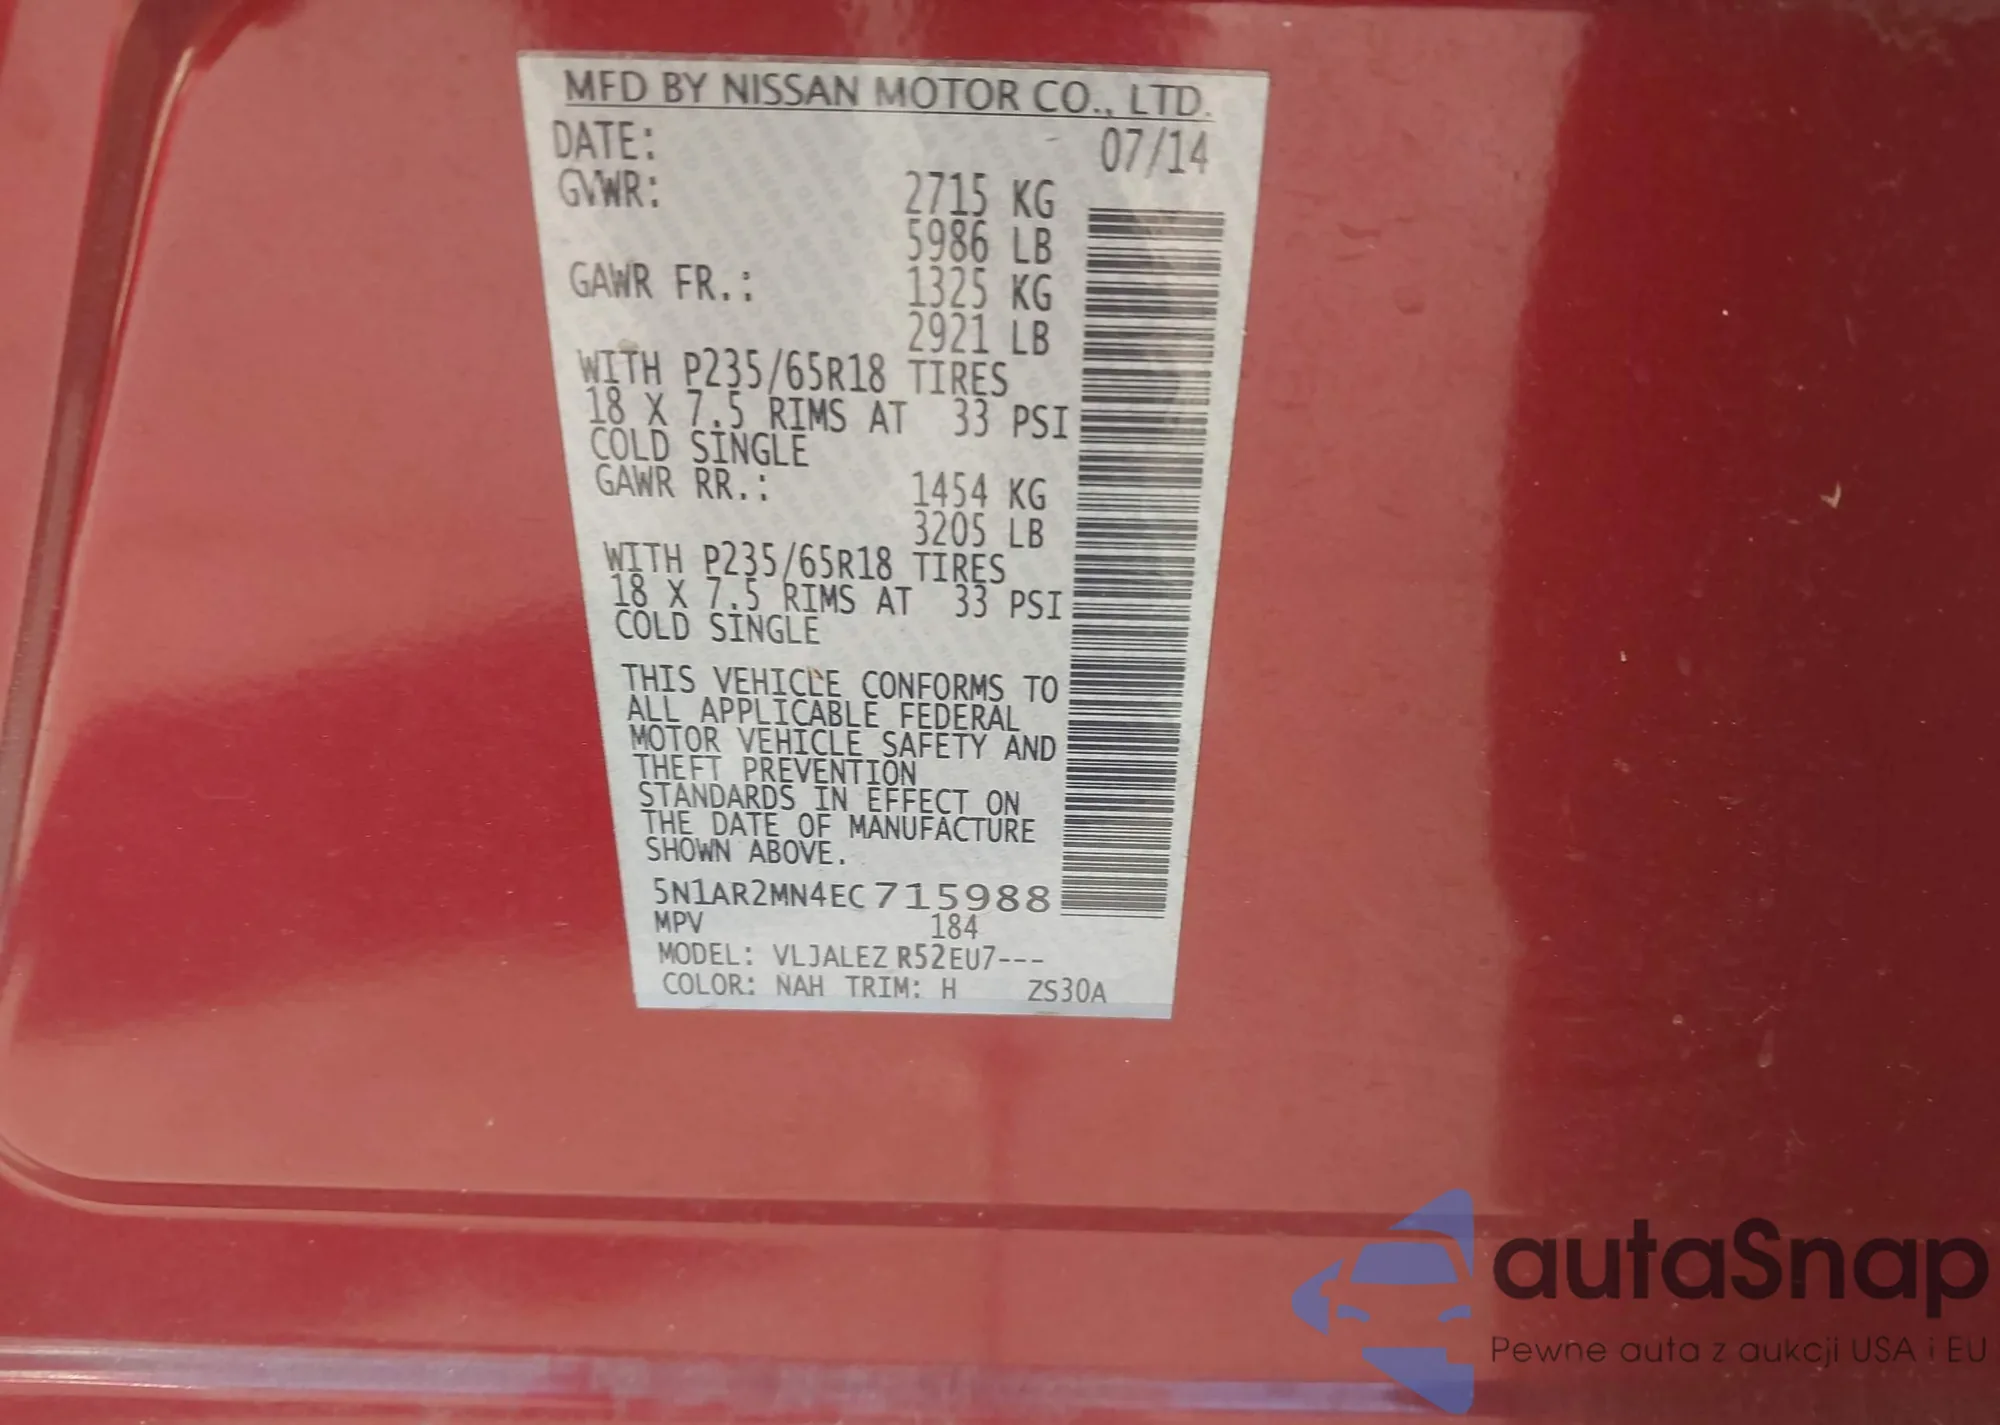 MFD BY NISSAN MOTOR CO., LTD.
DATE: 07/14
GVWR: 2715 KG
5986 LB
GAWR FR.: 1325 KG
2921 LB
WITH P235/65R18 TIRES
18 X 7.5 RIMS AT 33 PSI
COLD SINGLE
GAWR RR.: 1454 KG
3205 LB
WITH P235/65R18 TIRES
18 X 7.5 RIMS AT 33 PSI
COLD SINGLE
THIS VEHICLE CONFORMS TO
ALL APPLICABLE FEDERAL
MOTOR VEHICLE SAFETY AND
THEFT PREVENTION
STANDARDS IN EFFECT ON
THE DATE OF MANUFACTURE
SHOWN ABOVE.
5N1AR2MN4EC715988
MPV 184
MODEL: VLJALEZ R52EU7---
COLOR: NAH TRIM: H ZS30A
autaSnap
Pewne auta z aukcji USA i EU